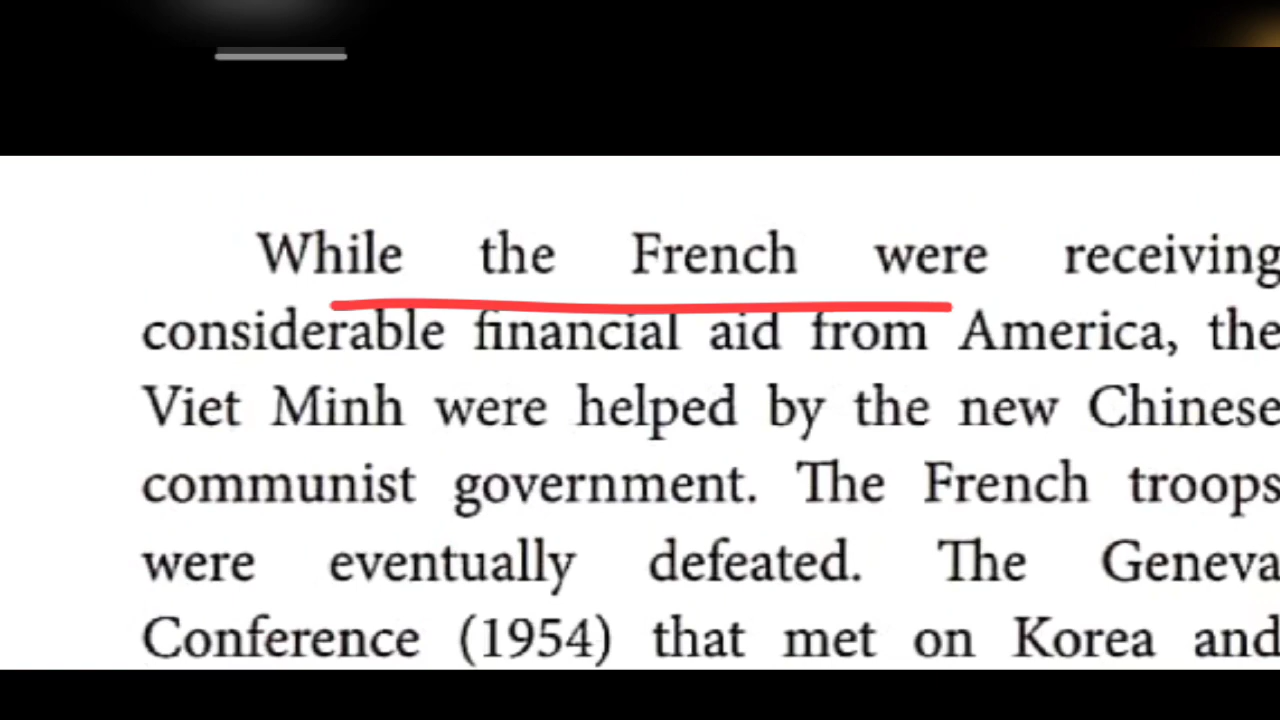 While the French were receiving
considerable financial aid from America, the
Viet Minh were helped by the new Chinese
communist government. The French troops
were eventually defeated. The Geneva
Conference (1954) that met on Korea and